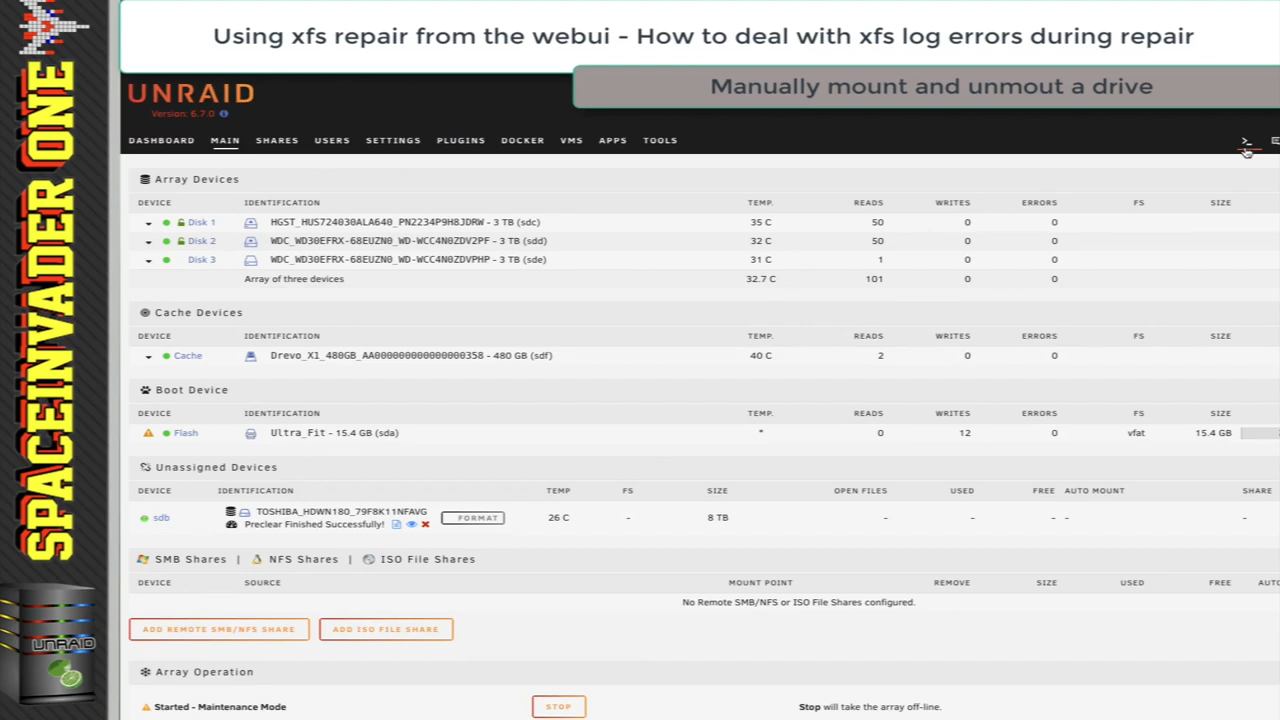 Using xfs repair from the webui - How to deal with xfs log errors during repair
Manually mount and unmout a drive
SPACEINVADER ONE
UNRAID
Version: 6.7.0
DASHBOARD MAIN SHARES USERS SETTINGS PLUGINS DOCKER VMS APPS TOOLS
Array Devices
DEVICE IDENTIFICATION TEMP. READS WRITES ERRORS FS SIZE
Disk 1 HGST_HUS724030ALA640_PN2234P9H8JDRW - 3 TB (sdc) 35 C 50 0 0
Disk 2 WDC_WD30EFRX-68EUZN0_WD-WCC4N0ZDV2PF - 3 TB (sdd) 32 C 50 0 0
Disk 3 WDC_WD30EFRX-68EUZN0_WD-WCC4N0ZDVPHP - 3 TB (sde) 31 C 1 0 0
Array of three devices 32.7 C 101 0 0
Cache Devices
DEVICE IDENTIFICATION TEMP. READS WRITES ERRORS FS SIZE
Cache Drevo_X1_480GB_AA000000000000000358 - 480 GB (sdf) 40 C 2 0 0
Boot Device
DEVICE IDENTIFICATION TEMP. READS WRITES ERRORS FS SIZE
Flash Ultra_Fit - 15.4 GB (sda) * 0 12 0 vfat 15.4 GB
Unassigned Devices
DEVICE IDENTIFICATION TEMP FS SIZE OPEN FILES USED FREE AUTO MOUNT SHARE
sdb TOSHIBA_HDWN180_79F8K11NFAVG FORMAT 26 C - 8 TB - - - - -
Preclear Finished Successfully!
SMB Shares | NFS Shares | ISO File Shares
DEVICE SOURCE MOUNT POINT REMOVE SIZE USED FREE AUTO
No Remote SMB/NFS or ISO File Shares configured.
ADD REMOTE SMB/NFS SHARE ADD ISO FILE SHARE
UNRAID
Array Operation
Started - Maintenance Mode STOP Stop will take the array off-line.